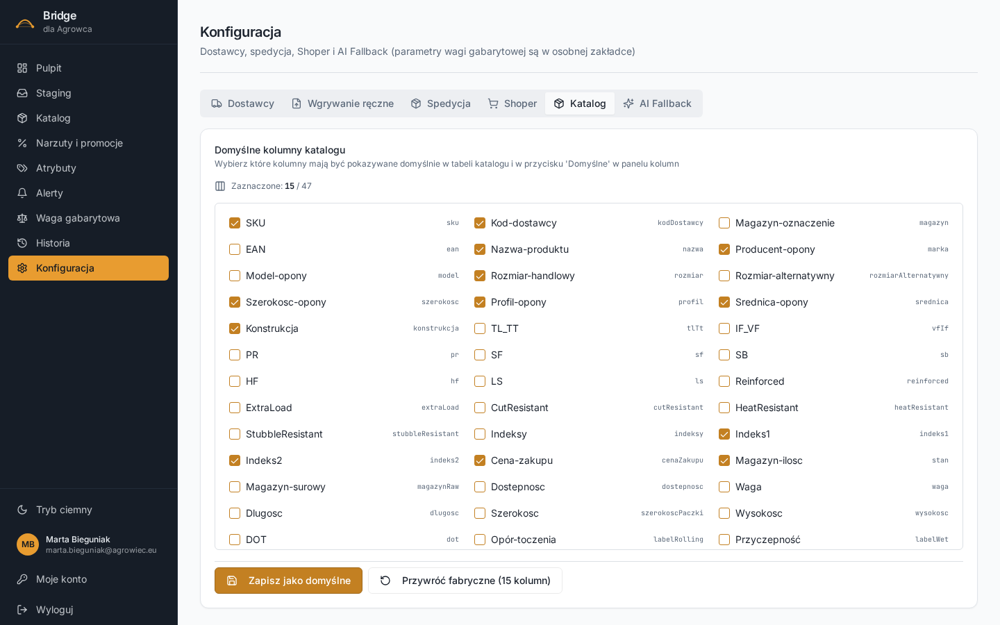 Bridge
dla Agrowca
Pulpit
Staging
Katalog
Narzuty i promocje
Atrybuty
Alerty
Waga gabarytowa
Historia
Konfiguracja
Tryb ciemny
MB
Marta Bieguniak
marta.bieguniak@agrowiec.eu
Moje konto
Wyloguj
Konfiguracja
Dostawcy, spedycja, Shoper i AI Fallback (parametry wagi gabarytowej są w osobnej zakładce)
Dostawcy Wgrywanie ręczne Spedycja Shoper Katalog AI Fallback
Domyślne kolumny katalogu
Wybierz które kolumny mają być pokazywane domyślnie w tabeli katalogu i w przycisku 'Domyślne' w panelu kolumn
Zaznaczone: 15 / 47
SKU sku Kod-dostawcy kodDostawcy Magazyn-oznaczenie magazyn
EAN ean Nazwa-produktu nazwa Producent-opony marka
Model-opony model Rozmiar-handlowy rozmiar Rozmiar-alternatywny rozmiarAlternatywny
Szerokosc-opony szerokosc Profil-opony profil Srednica-opony srednica
Konstrukcja konstrukcja TL_TT tlTt IF_VF vfIf
PR pr SF sf SB sb
HF hf LS ls Reinforced reinforced
ExtraLoad extraLoad CutResistant cutResistant HeatResistant heatResistant
StubbleResistant stubbleResistant Indeksy indeksy Indeks1 indeks1
Indeks2 indeks2 Cena-zakupu cenaZakupu Magazyn-ilosc stan
Magazyn-surowy magazynRaw Dostepnosc dostepnosc Waga waga
Dlugosc dlugosc Szerokosc szerokoscPaczki Wysokosc wysokosc
DOT dot Opór-toczenia labelRolling Przyczepność labelWet
Zapisz jako domyślne Przywróć fabryczne (15 kolumn)